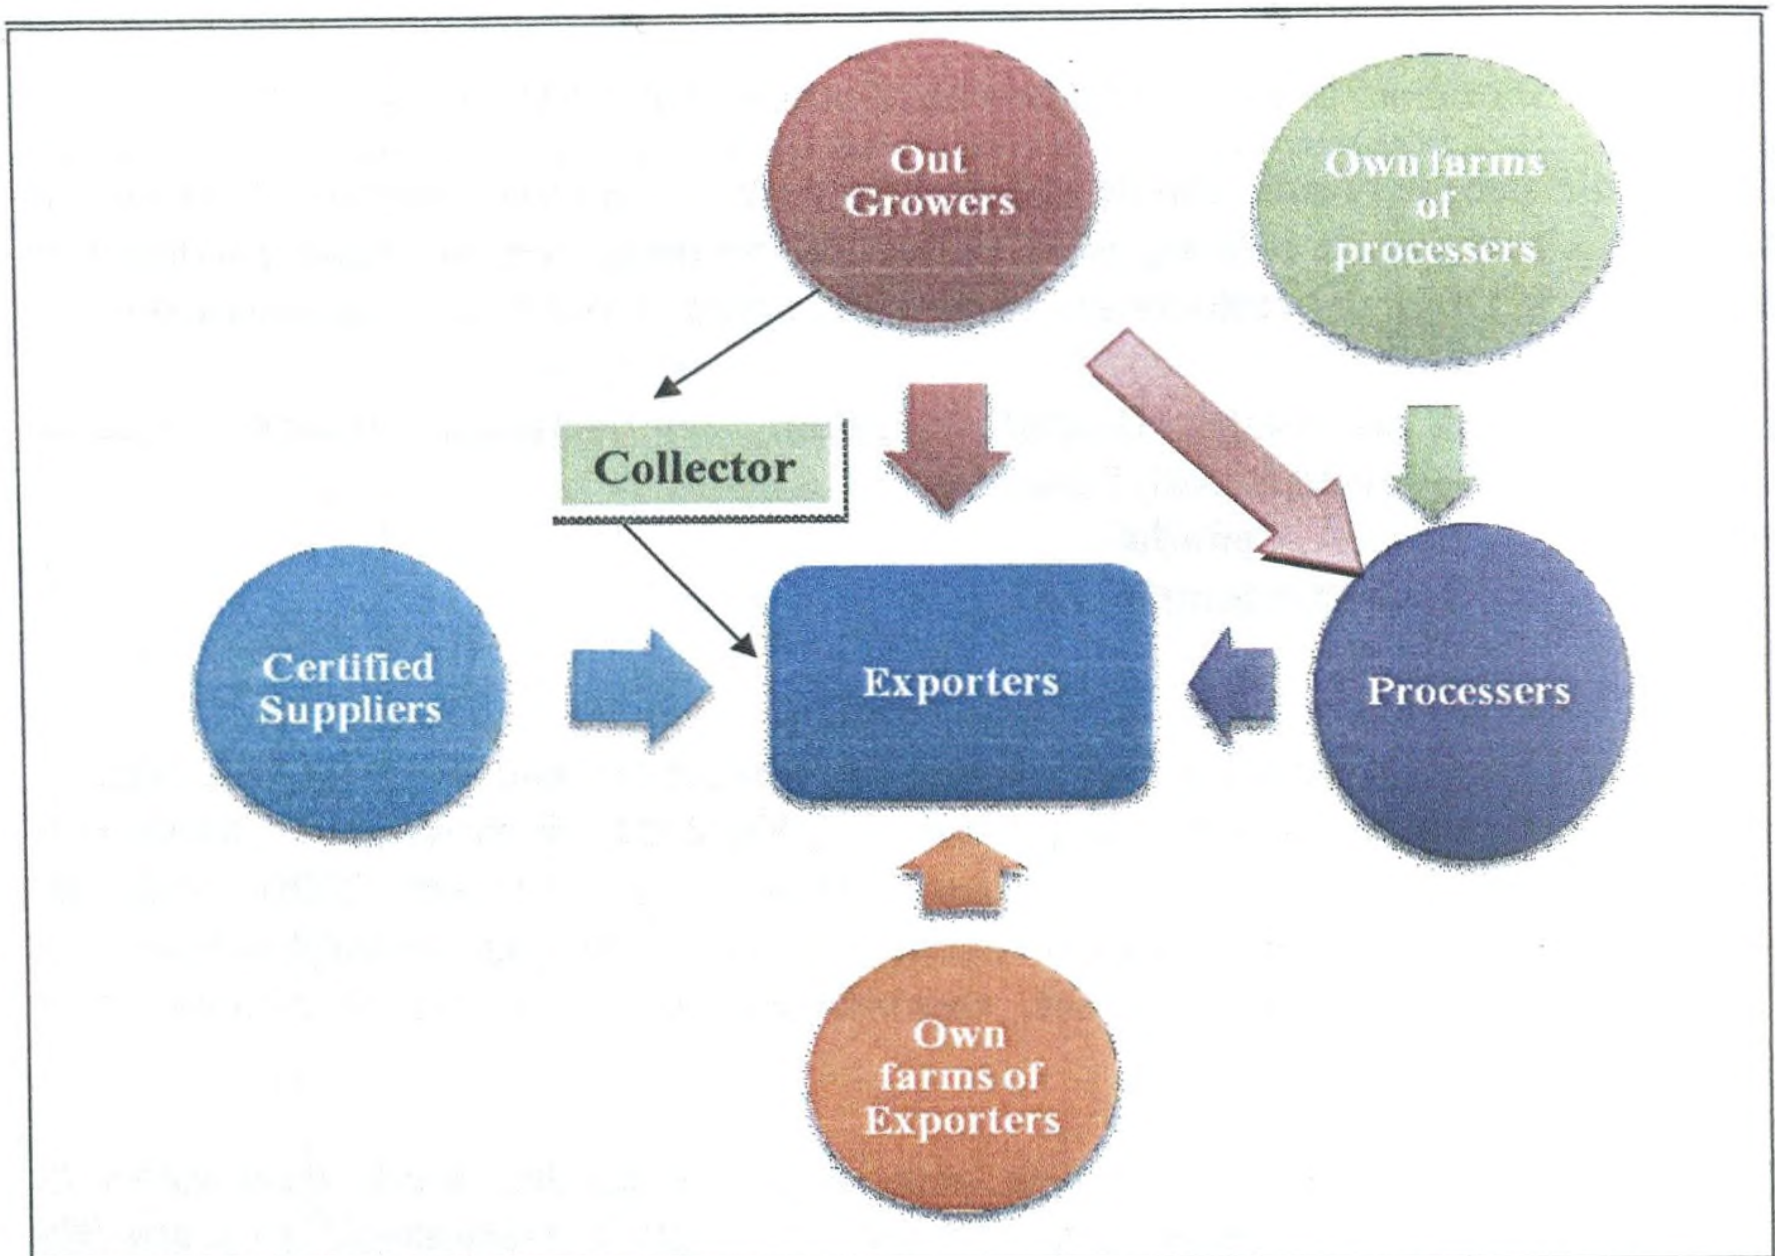 Out
Growers
Own farms
of
processers
Collector
Certified
Suppliers
Exporters
Processers
Own
farms of
Exporters